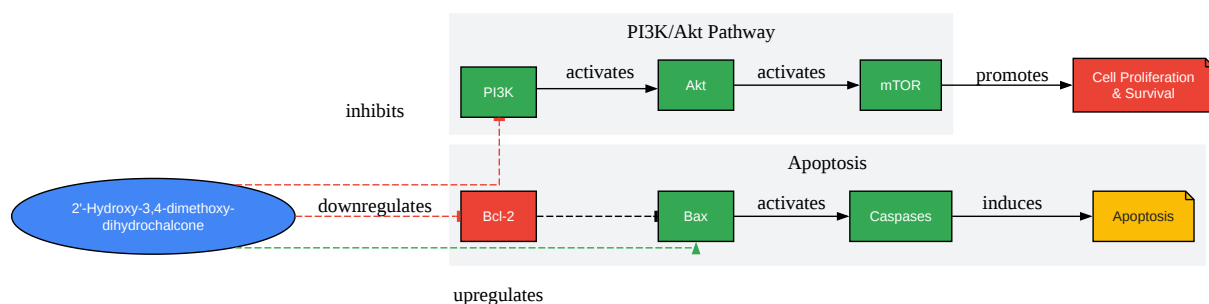 PI3K/Akt Pathway
PI3K
activates
Akt
activates
mTOR
promotes
Cell Proliferation
& Survival
inhibits
Apoptosis
2'-Hydroxy-3,4-dimethoxy-
dihydrochalcone
downregulates
Bcl-2
Bax
activates
Caspases
induces
Apoptosis
upregulates